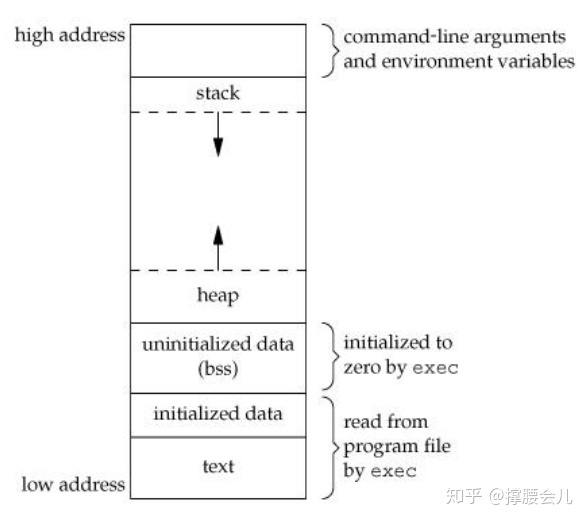 high address
command-line arguments
and environment variables
stack
heap
uninitialized data
(bss)
initialized to
zero by exec
initialized data
read from
program file
by exec
text
low address
知乎 @撑腰会儿